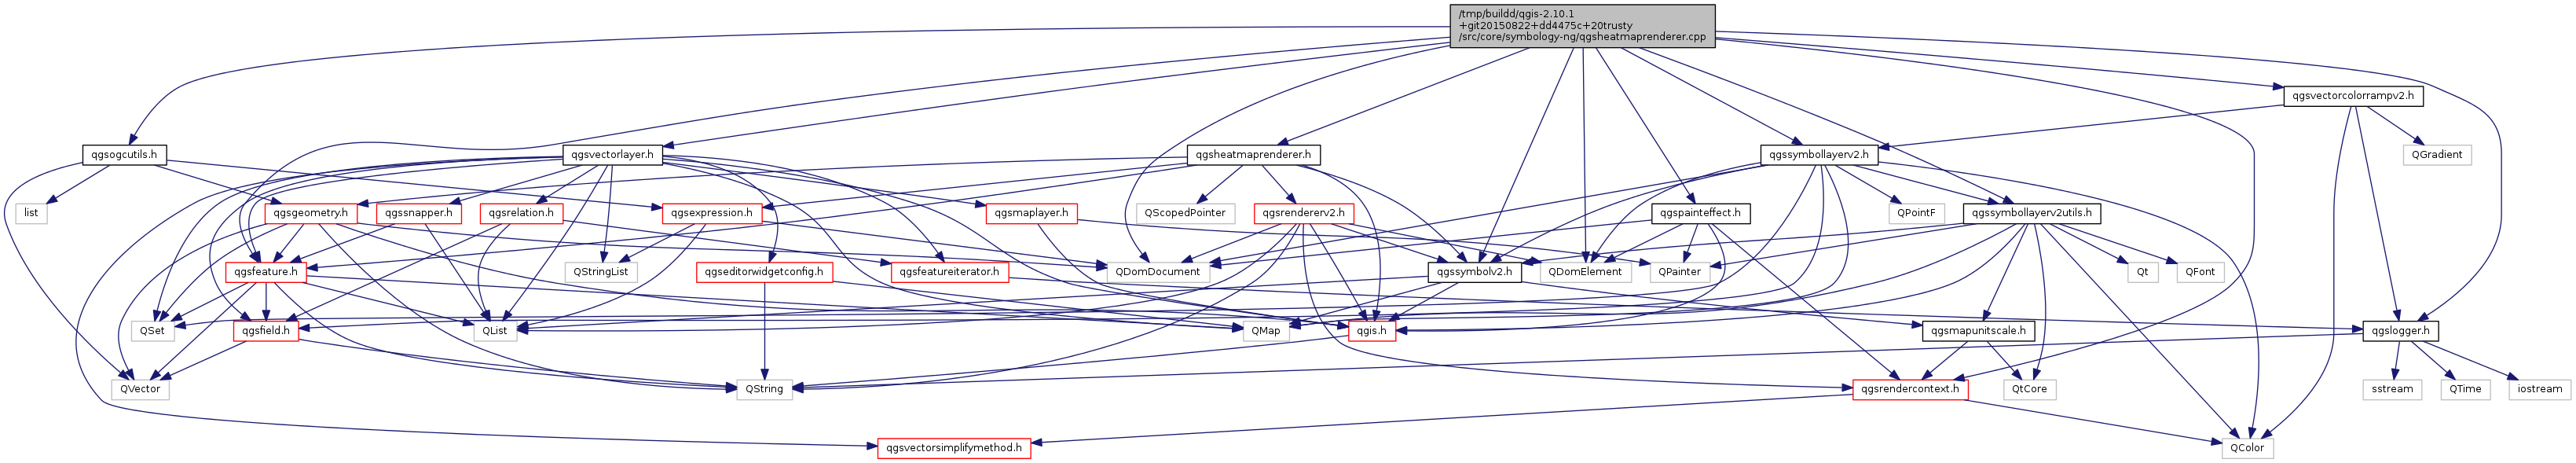 /tmp/buildd/qgis-2.10.1
+git20150822+dd4475c+20trusty
/src/core/symbology-ng/qgsheatmaprenderer.cpp
qgsvectorcolorrampv2.h
qgsogcutils.h
qgsvectorlayer.h
qgsheatmaprenderer.h
qgssymbollayerv2.h
QGradient
list
qgsgeometry.h
qgssnapper.h
qgsrelation.h
qgsexpression.h
qgsmaplayer.h
QScopedPointer
qgsrendererv2.h
qgspainteffect.h
QPointF
qgssymbollayerv2utils.h
qgsfeature.h
QStringList
qgseditorwidgetconfig.h
qgsfeatureiterator.h
QDomDocument
qgssymbolv2.h
QDomElement
QPainter
Qt
QFont
QSet
qgsfield.h
QList
QMap
qgis.h
qgsmapunitscale.h
qgslogger.h
QVector
QString
qgsrendercontext.h
QtCore
sstream
QTime
iostream
qgsvectorsimplifymethod.h
QColor